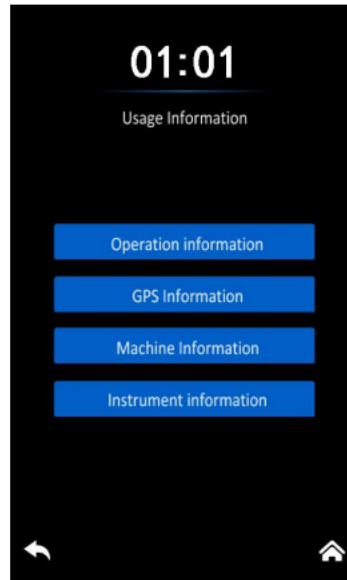 01:01
Usage Information
Operation information
GPS Information
Machine Information
Instrument information